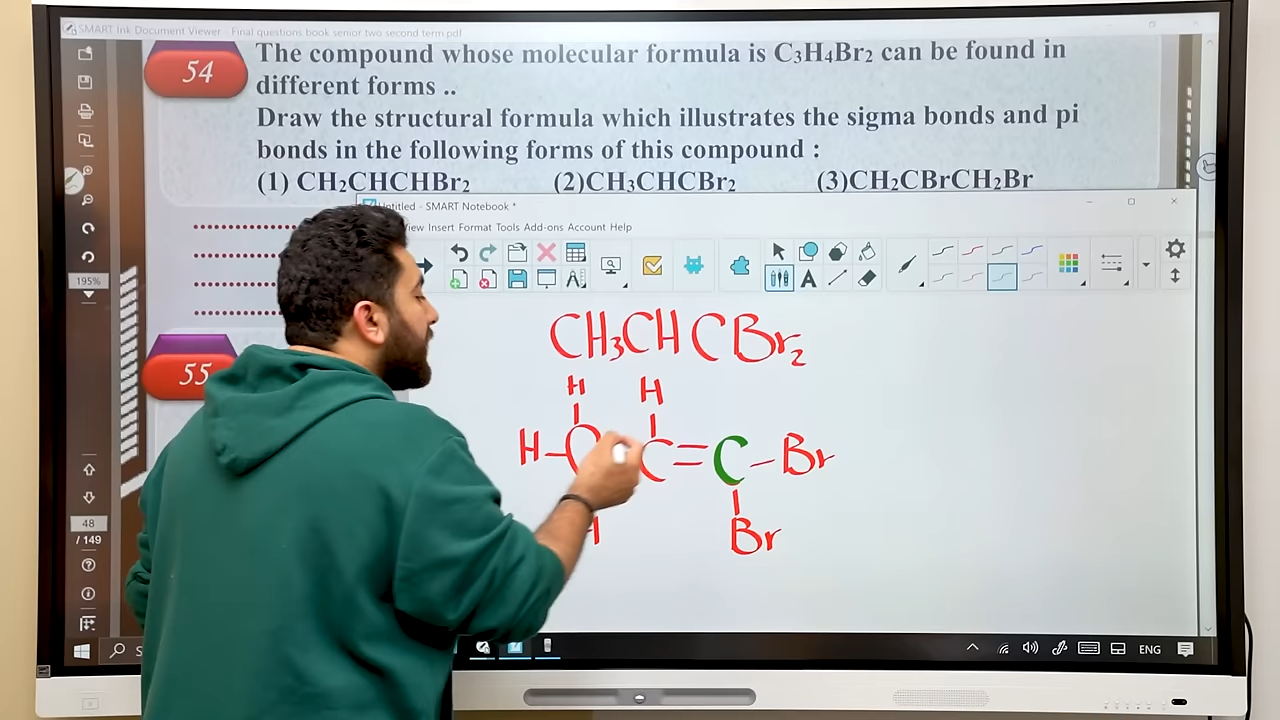 SMART Ink Document Viewer - Final questions book senior two second term.pdf
54
The compound whose molecular formula is C₃H₄Br₂ can be found in
different forms ..
Draw the structural formula which illustrates the sigma bonds and pi
bonds in the following forms of this compound :
(1) CH₂CHCHBr₂ (2)CH₃CHCBr₂ (3)CH₂CBrCH₂Br
Untitled - SMART Notebook *
View Insert Format Tools Add-ons Account Help
195%
CH₃CH CBr₂
55
H H
H-C C=C-Br
H Br
48
/ 149
ENG